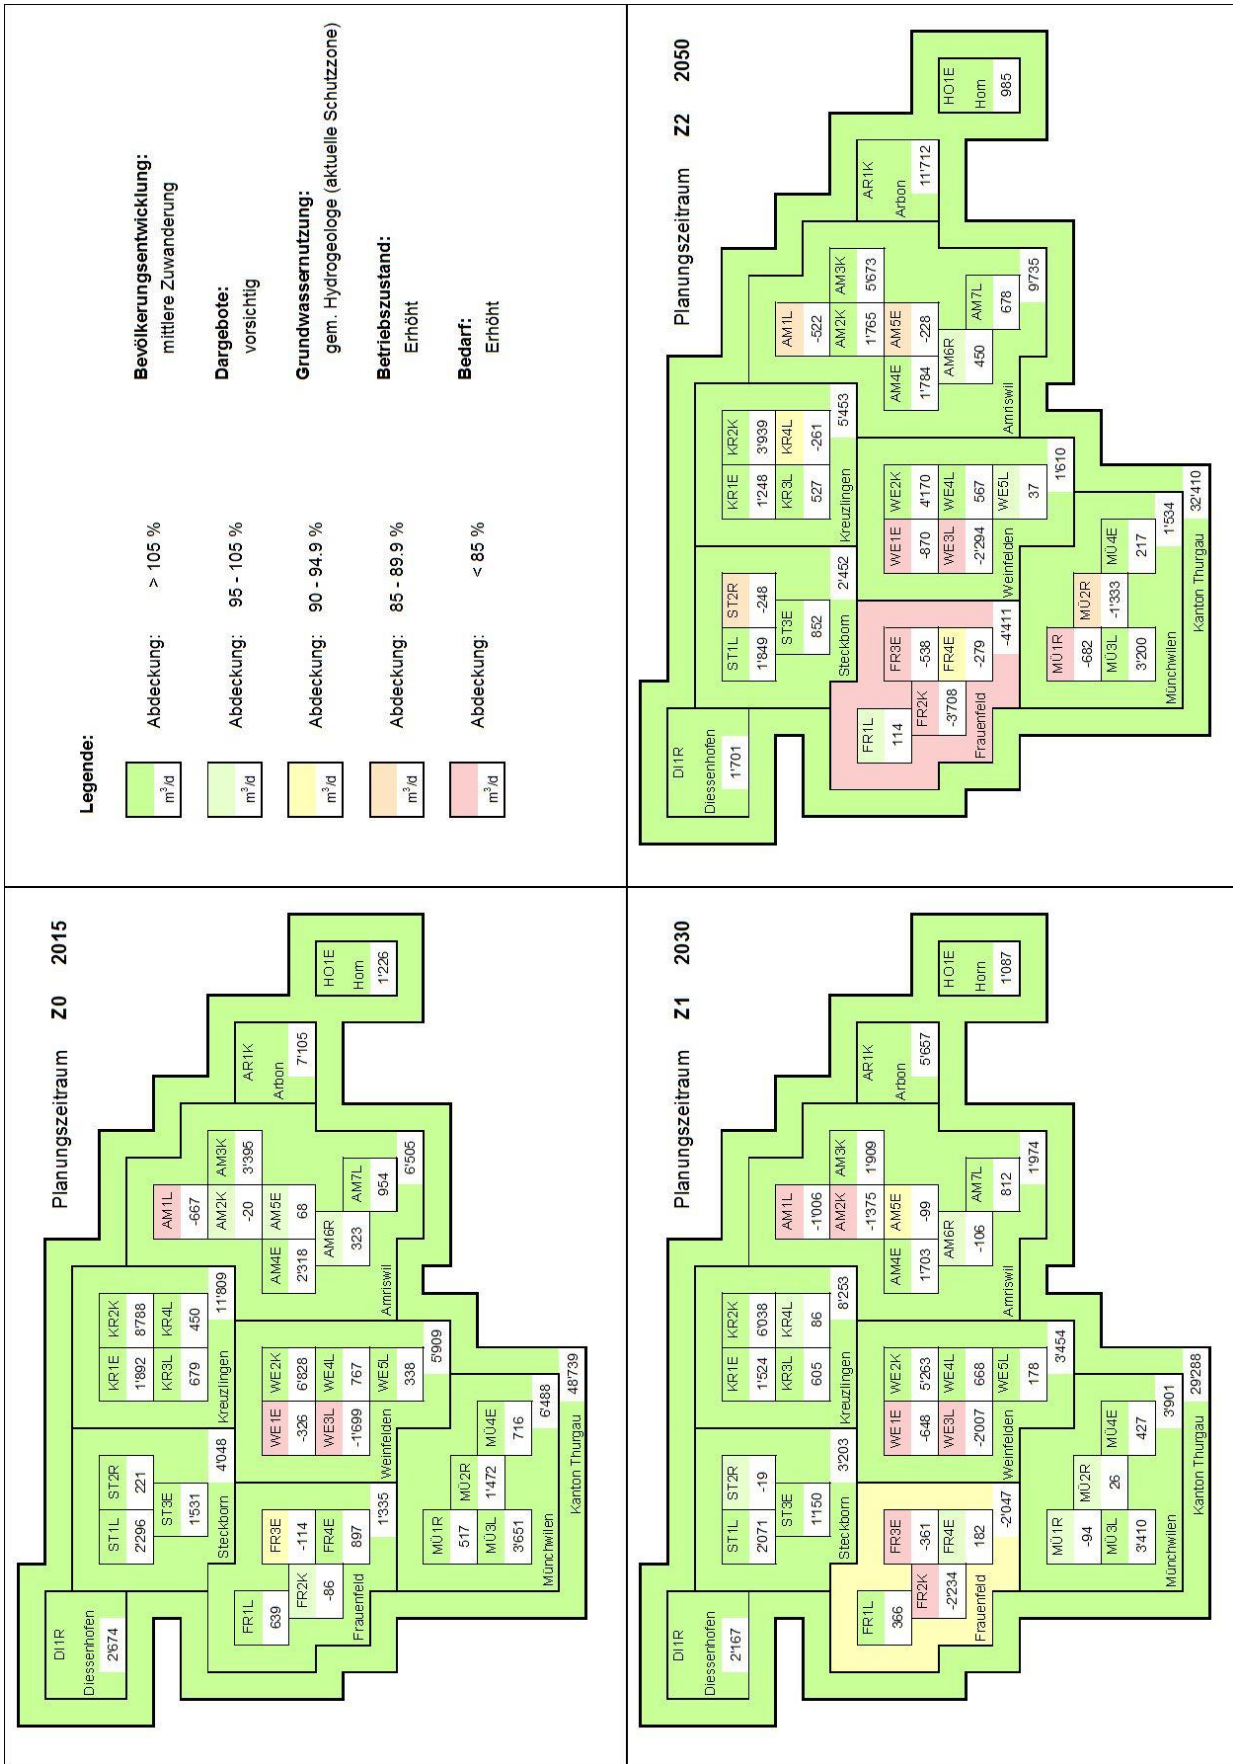 Planungszeitraum Z0 2015
DI1R
Diessenhofen
2'674
ST1L ST2R
2'296 221
ST3E
1'531
Steckborn
4'048
KR1E KR2K
1'892 8'788
KR3L KR4L
679 450
Kreuzlingen
11'809
AM1L
-667
AM2K AM3K
-20 3'395
AM4E AM5E
2'318 68
AM6R AM7L
323 954
Amriswil
6'505
AR1K
Arbon
7'105
HO1E
Horn
1'226
FR1L
639
FR2K FR3E
-86 -114
FR4E
897
Frauenfeld
1'335
WE1E WE2K
-326 6'828
WE3L WE4L
-1'699 767
WE5L
338
Weinfelden
5'909
MÜ1R MÜ2R
517 1'472
MÜ3L MÜ4E
3'651 716
Münchwilen
6'488
Kanton Thurgau
48'739
Legende:
m³/d Abdeckung: > 105 %
m³/d Abdeckung: 95 - 105 %
m³/d Abdeckung: 90 - 94.9 %
m³/d Abdeckung: 85 - 89.9 %
m³/d Abdeckung: < 85 %
Bevölkerungsentwicklung:
mittlere Zuwanderung
Dargebote:
vorsichtig
Grundwassernutzung:
gem. Hydrogeologe (aktuelle Schutzzone)
Betriebszustand:
Erhöht
Bedarf:
Erhöht
Planungszeitraum Z1 2030
DI1R
Diessenhofen
2'167
ST1L ST2R
2'071 -19
ST3E
1'150
Steckborn
3'203
KR1E KR2K
1'524 6'038
KR3L KR4L
605 86
Kreuzlingen
8'253
AM1L
-1'006
AM2K AM3K
-1'375 1'909
AM4E AM5E
1'703 -99
AM6R AM7L
-106 812
Amriswil
1'974
AR1K
Arbon
5'657
HO1E
Horn
1'087
FR1L
366
FR2K FR3E
-2'234 -361
FR4E
182
Frauenfeld
-2'047
WE1E WE2K
-648 5'263
WE3L WE4L
-2'007 668
WE5L
178
Weinfelden
3'454
MÜ1R MÜ2R
-94 26
MÜ3L MÜ4E
3'410 427
Münchwilen
3'901
Kanton Thurgau
29'288
Planungszeitraum Z2 2050
DI1R
Diessenhofen
1'701
ST1L ST2R
1'849 -248
ST3E
852
Steckborn
2'452
KR1E KR2K
1'248 3'939
KR3L KR4L
527 -261
Kreuzlingen
5'453
AM1L
-522
AM2K AM3K
1'765 5'673
AM4E AM5E
1'784 -228
AM6R AM7L
450 678
Amriswil
9'735
AR1K
Arbon
11'712
HO1E
Horn
985
FR1L
114
FR2K FR3E
-3'708 -538
FR4E
-279
Frauenfeld
-4'411
WE1E WE2K
-870 4'170
WE3L WE4L
-2'294 567
WE5L
37
Weinfelden
1'610
MÜ1R MÜ2R
-682 -1'333
MÜ3L MÜ4E
3'200 217
Münchwilen
1'534
Kanton Thurgau
32'410